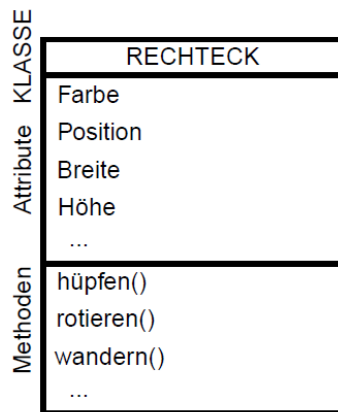 KLASSE
RECHTECK
Attribute
Farbe
Position
Breite
Höhe
...
Methoden
hüpfen()
rotieren()
wandern()
...